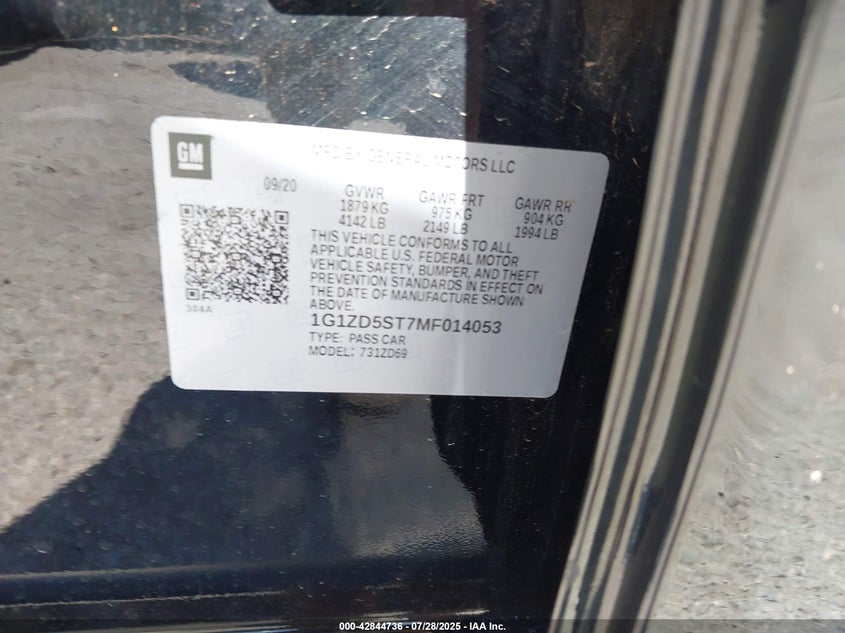 GM
MFD BY GENERAL MOTORS LLC
09/20 GVWR GAWR FRT GAWR RR
1879 KG 975 KG 904 KG
4142 LB 2149 LB 1994 LB
THIS VEHICLE CONFORMS TO ALL
APPLICABLE U.S. FEDERAL MOTOR
VEHICLE SAFETY, BUMPER, AND THEFT
PREVENTION STANDARDS IN EFFECT ON
THE DATE OF MANUFACTURE SHOWN
ABOVE.
384A
1G1ZD5ST7MF014053
TYPE: PASS CAR
MODEL: 731ZD69
000-42844736 - 07/28/2025 - IAA Inc.